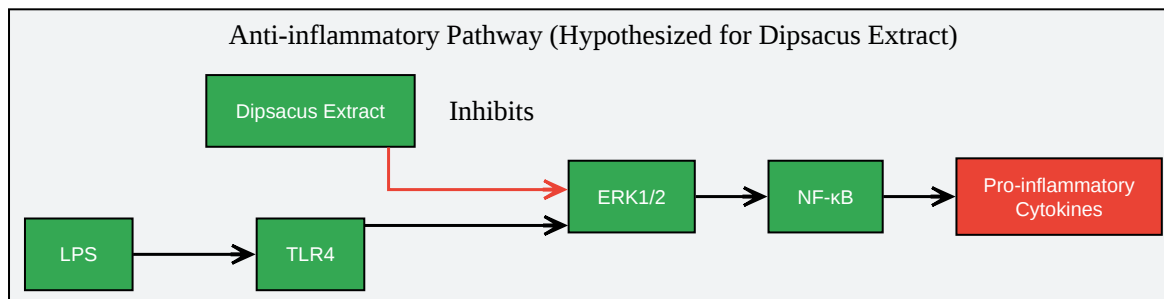 Anti-inflammatory Pathway (Hypothesized for Dipsacus Extract)
Dipsacus Extract
Inhibits
ERK1/2
NF-κB
Pro-inflammatory
Cytokines
LPS
TLR4